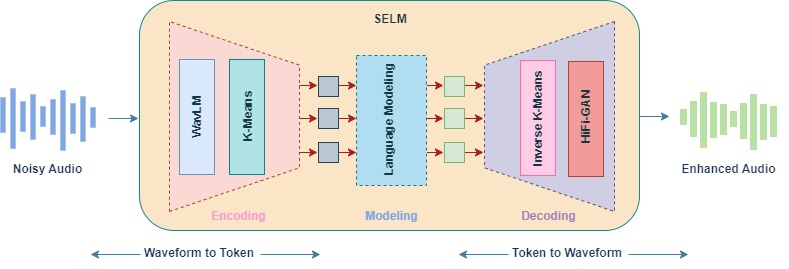 SELM
WavLM
K-Means
Language Modeling
Inverse K-Means
HiFi-GAN
Noisy Audio
Enhanced Audio
Encoding
Modeling
Decoding
Waveform to Token
Token to Waveform